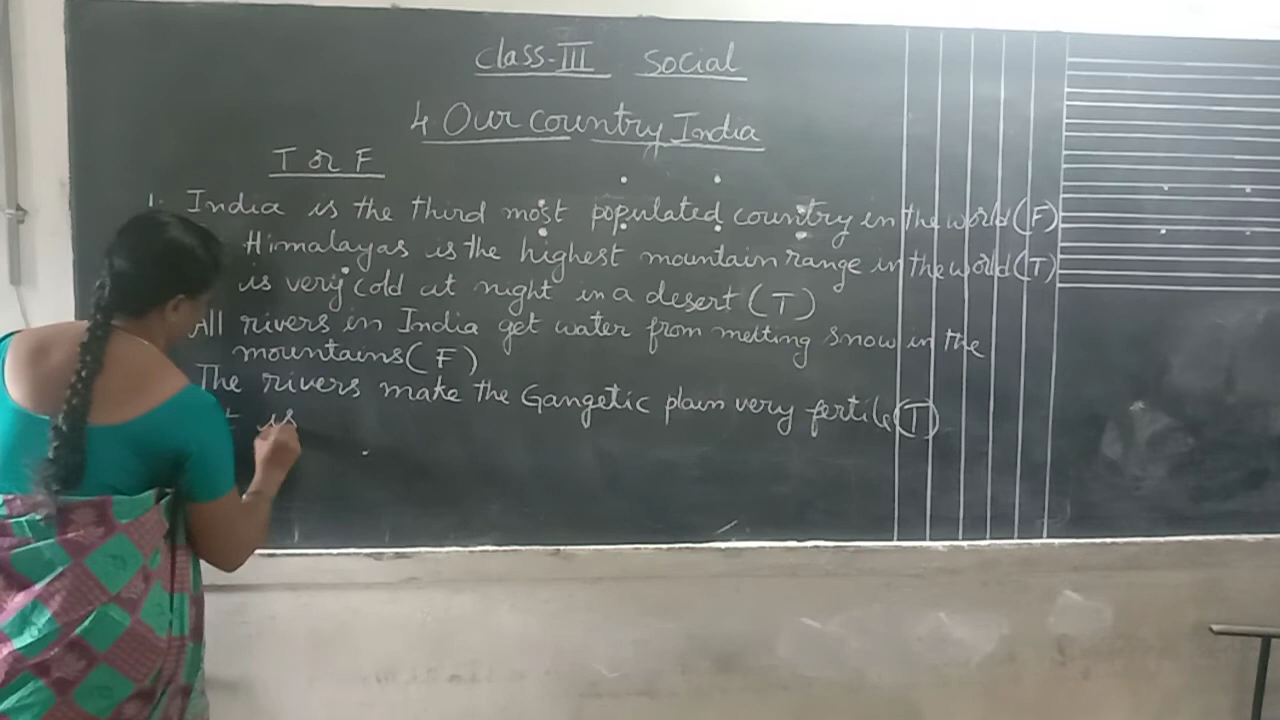 Class-III Social
4 Our country India
T or F
1. India is the third most populated country in the world (F)
Himalayas is the highest mountain range in the world (T)
is very cold at night in a desert (T)
All rivers in India get water from melting snow in the
mountains (F)
The rivers make the Gangetic plain very fertile (T)
is